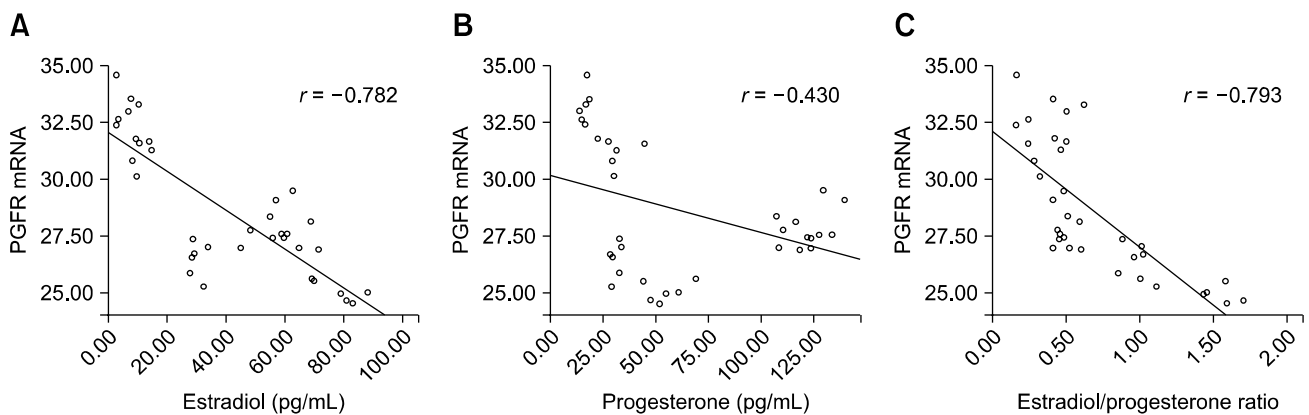 A
35.00
32.50
30.00
27.50
25.00
PGFR mRNA
r = −0.782
0.00
20.00
40.00
60.00
80.00
100.00
Estradiol (pg/mL)
B
35.00
32.50
30.00
27.50
25.00
PGFR mRNA
r = −0.430
0.00
25.00
50.00
75.00
100.00
125.00
Progesterone (pg/mL)
C
35.00
32.50
30.00
27.50
25.00
PGFR mRNA
r = −0.793
0.00
0.50
1.00
1.50
2.00
Estradiol/progesterone ratio